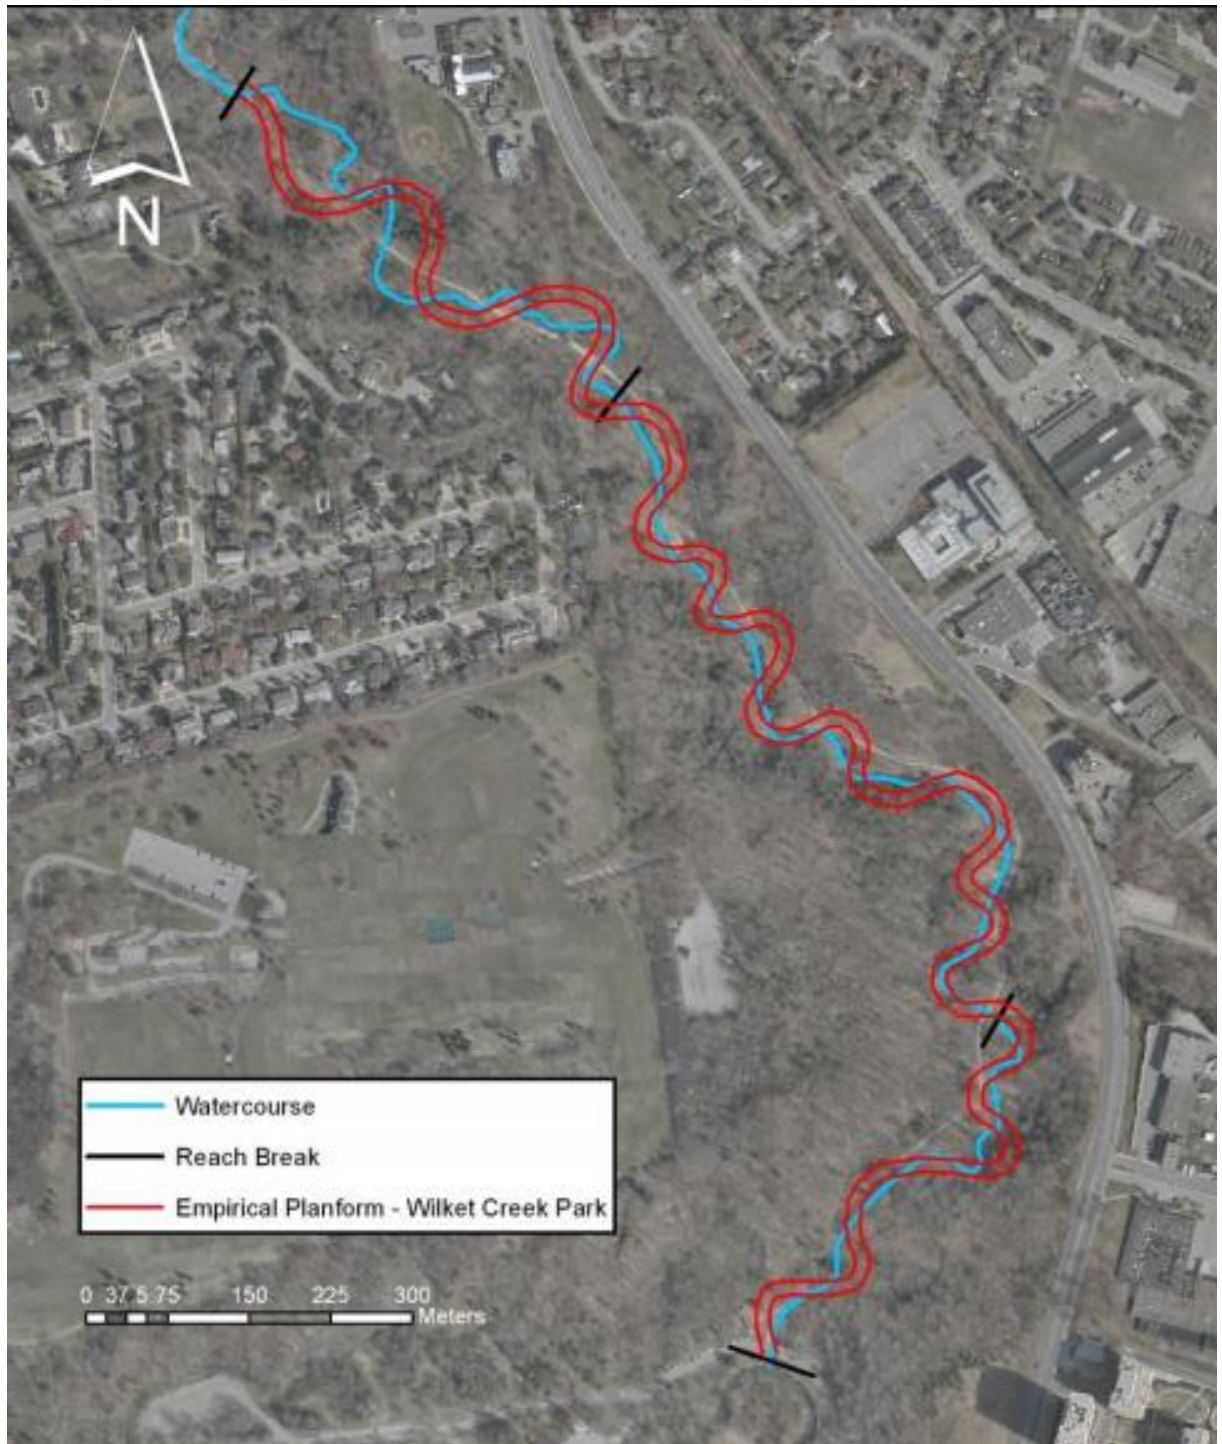 N
Watercourse
Reach Break
Empirical Planform - Wilket Creek Park
0 37.5 75 150 225 300
Meters